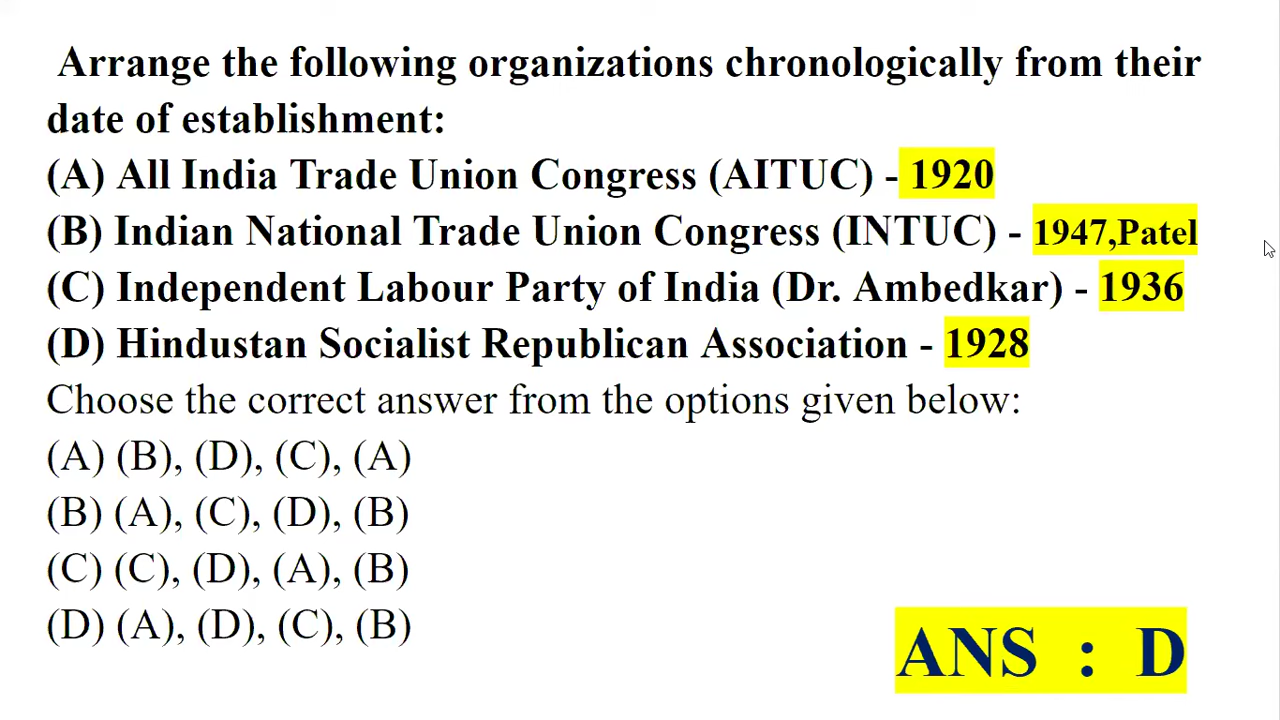 Arrange the following organizations chronologically from their
date of establishment:
(A) All India Trade Union Congress (AITUC) - 1920
(B) Indian National Trade Union Congress (INTUC) - 1947,Patel
(C) Independent Labour Party of India (Dr. Ambedkar) - 1936
(D) Hindustan Socialist Republican Association - 1928
Choose the correct answer from the options given below:
(A) (B), (D), (C), (A)
(B) (A), (C), (D), (B)
(C) (C), (D), (A), (B)
(D) (A), (D), (C), (B)
ANS : D